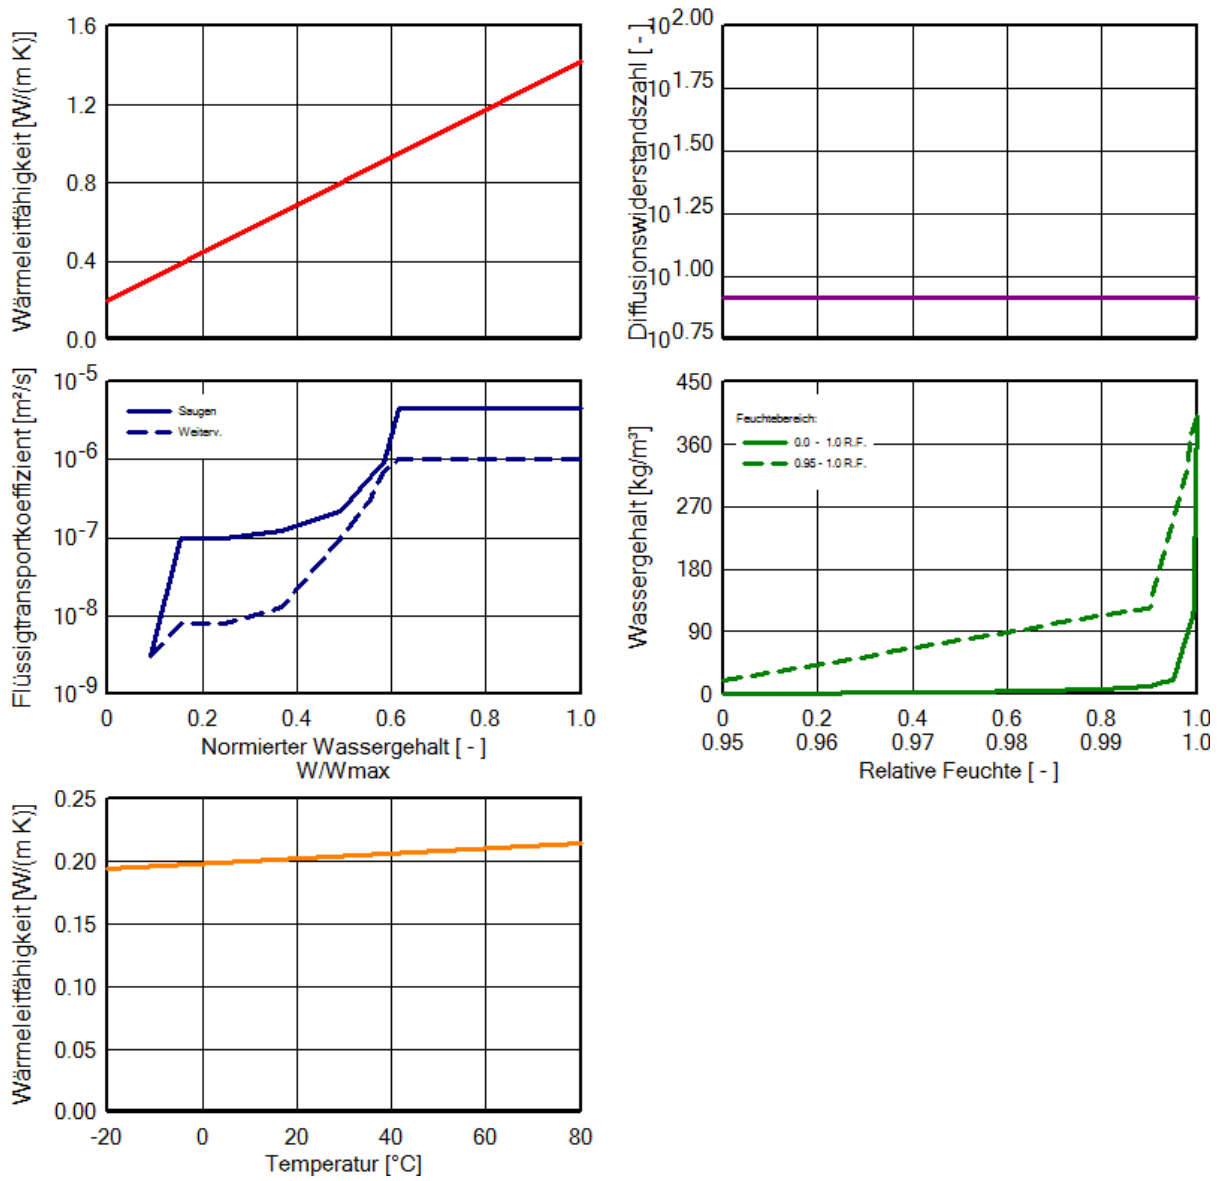 Wärmeleitfähigkeit [W/(m K)]
1.6
1.2
0.8
0.4
0.0
Diffusionswiderstandszahl [ - ]
10^2.00
10^1.75
10^1.50
10^1.25
10^1.00
10^0.75
Flüssigtransportkoeffizient [m²/s]
10^-5
10^-6
10^-7
10^-8
10^-9
Saugen
Weiterv.
0 0.2 0.4 0.6 0.8 1.0
Normierter Wassergehalt [ - ]
W/Wmax
Wassergehalt [kg/m³]
450
360
270
180
90
0
Feuchtebereich:
0.0 - 1.0 R.F.
0.95 - 1.0 R.F.
0 0.2 0.4 0.6 0.8 1.0
0.95 0.96 0.97 0.98 0.99 1.0
Relative Feuchte [ - ]
Wärmeleitfähigkeit [W/(m K)]
0.25
0.20
0.15
0.10
0.05
0.00
-20 0 20 40 60 80
Temperatur [°C]